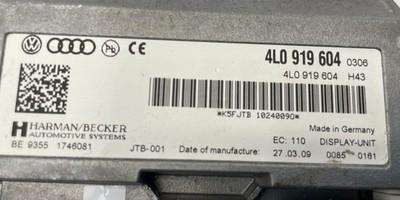 4L0 919 604 0306
4L0 919 604 H43
*K5FJTB 10240090*
Made in Germany
HARMAN/BECKER
AUTOMOTIVE SYSTEMS
EC: 110 DISPLAY-UNIT
BE 9355 1746081 JTB-001 Date of manufacture: 27.03.09 0085 0161